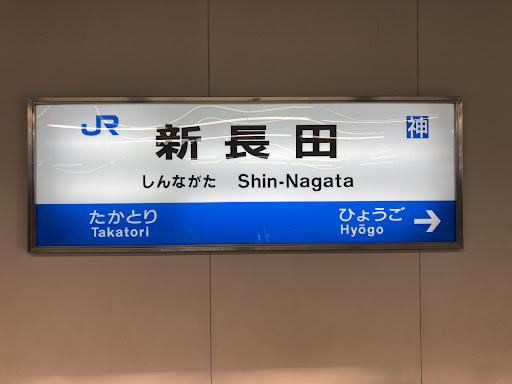 JR
新長田
神
しんながた Shin-Nagata
たかとり
Takatori
ひょうご
Hyōgo